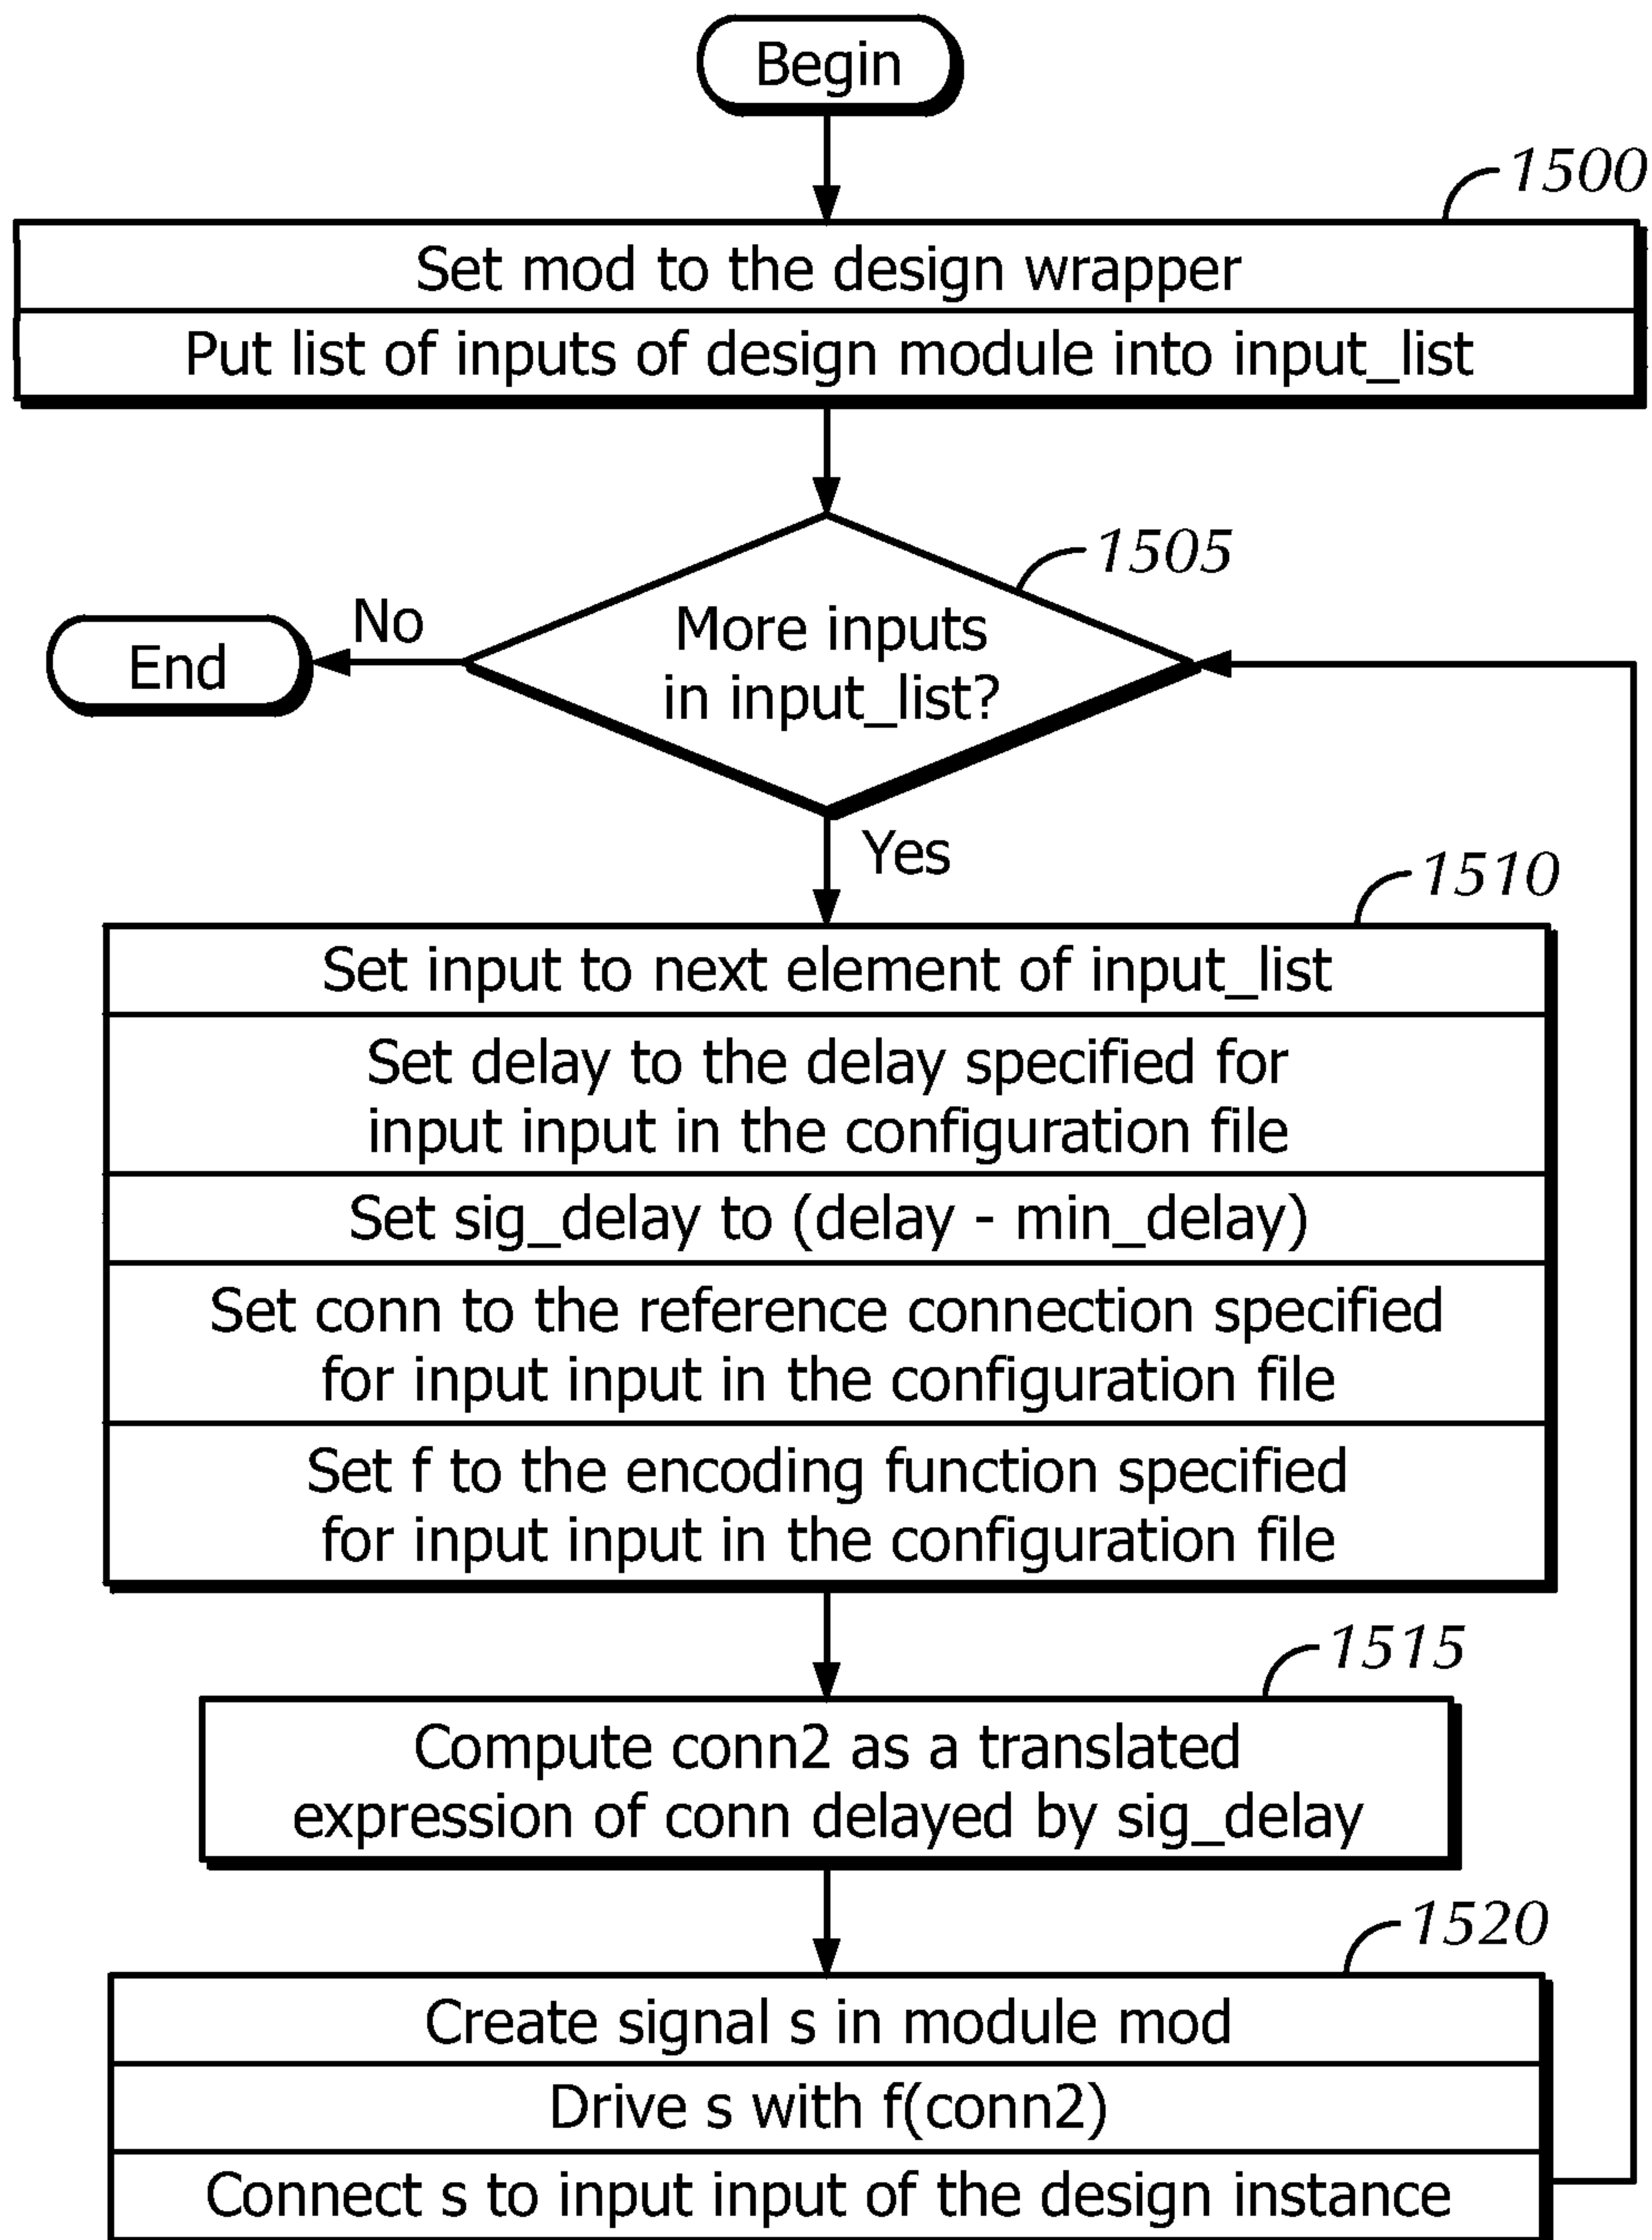 Begin
1500
Set mod to the design wrapper
Put list of inputs of design module into input_list
1505
More inputs
in input_list?
No
End
Yes
1510
Set input to next element of input_list
Set delay to the delay specified for
input input in the configuration file
Set sig_delay to (delay - min_delay)
Set conn to the reference connection specified
for input input in the configuration file
Set f to the encoding function specified
for input input in the configuration file
1515
Compute conn2 as a translated
expression of conn delayed by sig_delay
1520
Create signal s in module mod
Drive s with f(conn2)
Connect s to input input of the design instance